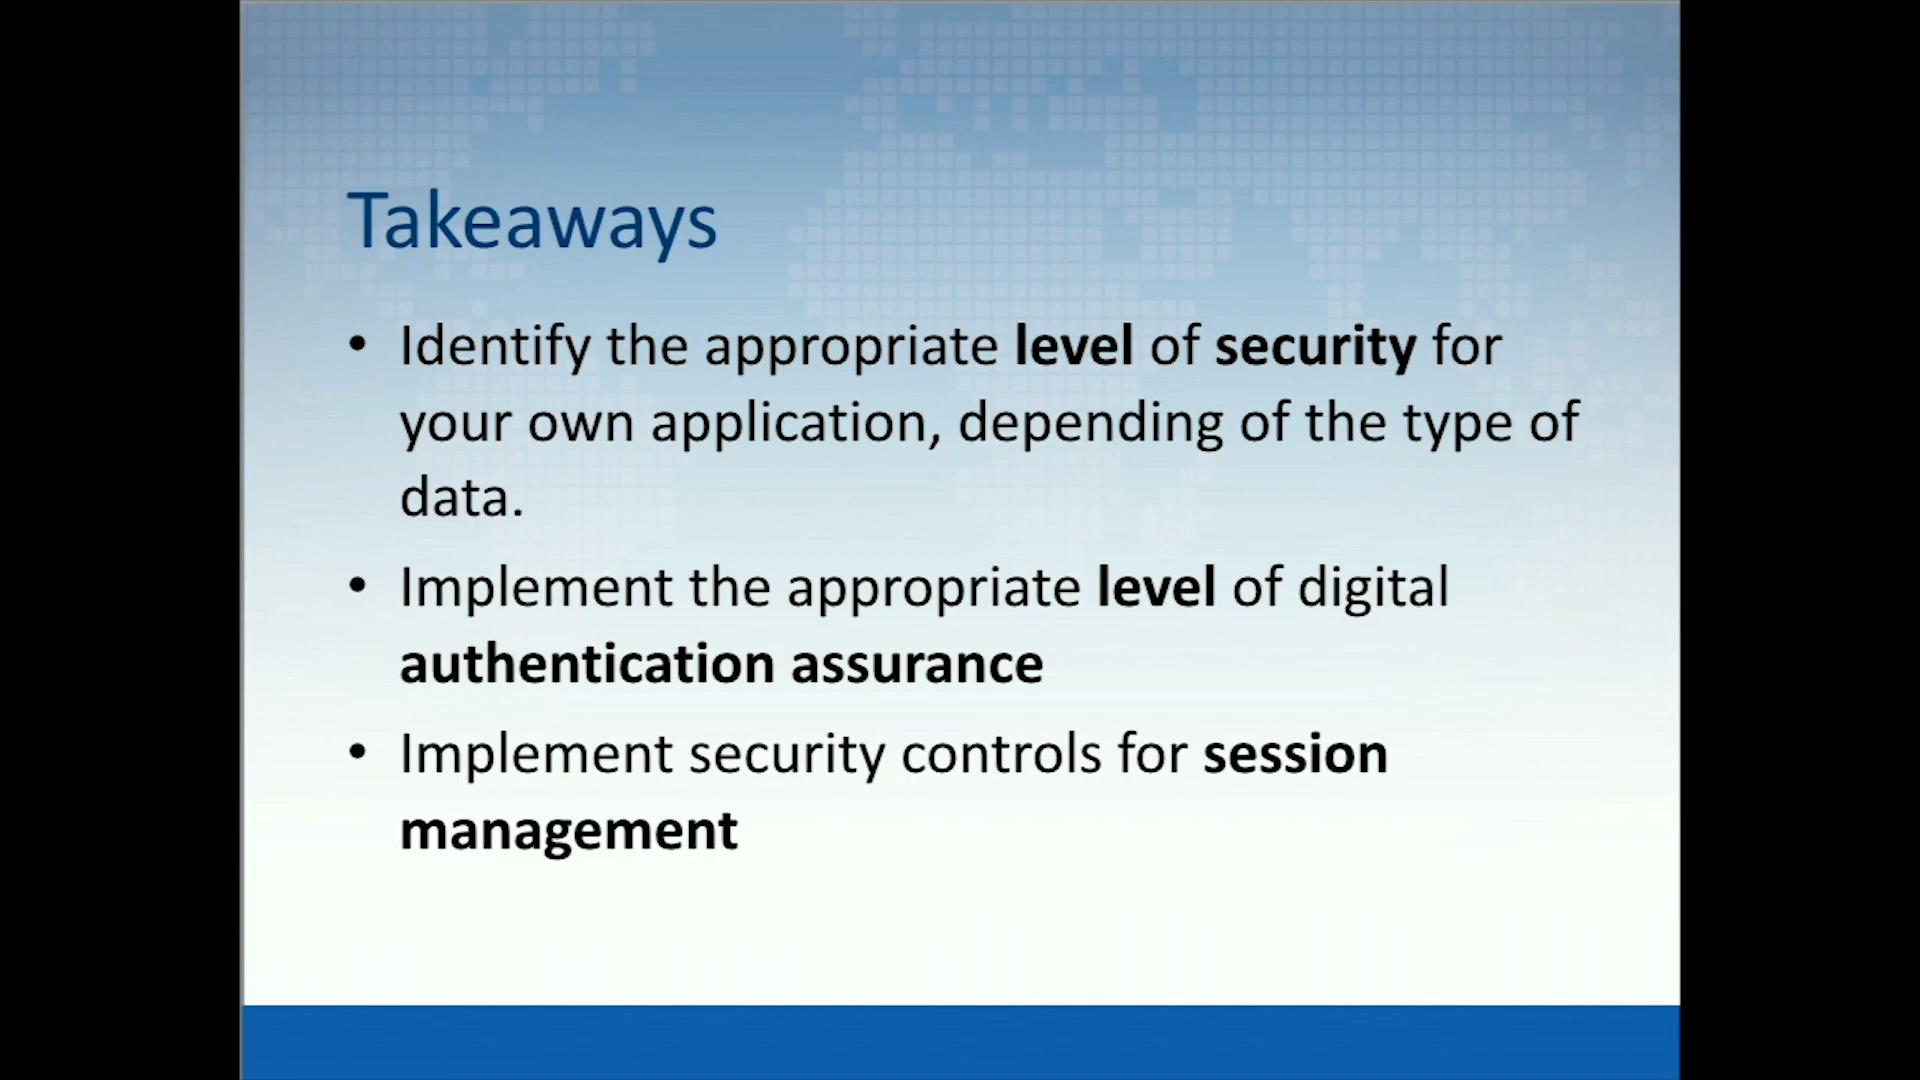 Takeaways
• Identify the appropriate level of security for
your own application, depending of the type of
data.
• Implement the appropriate level of digital
authentication assurance
• Implement security controls for session
management